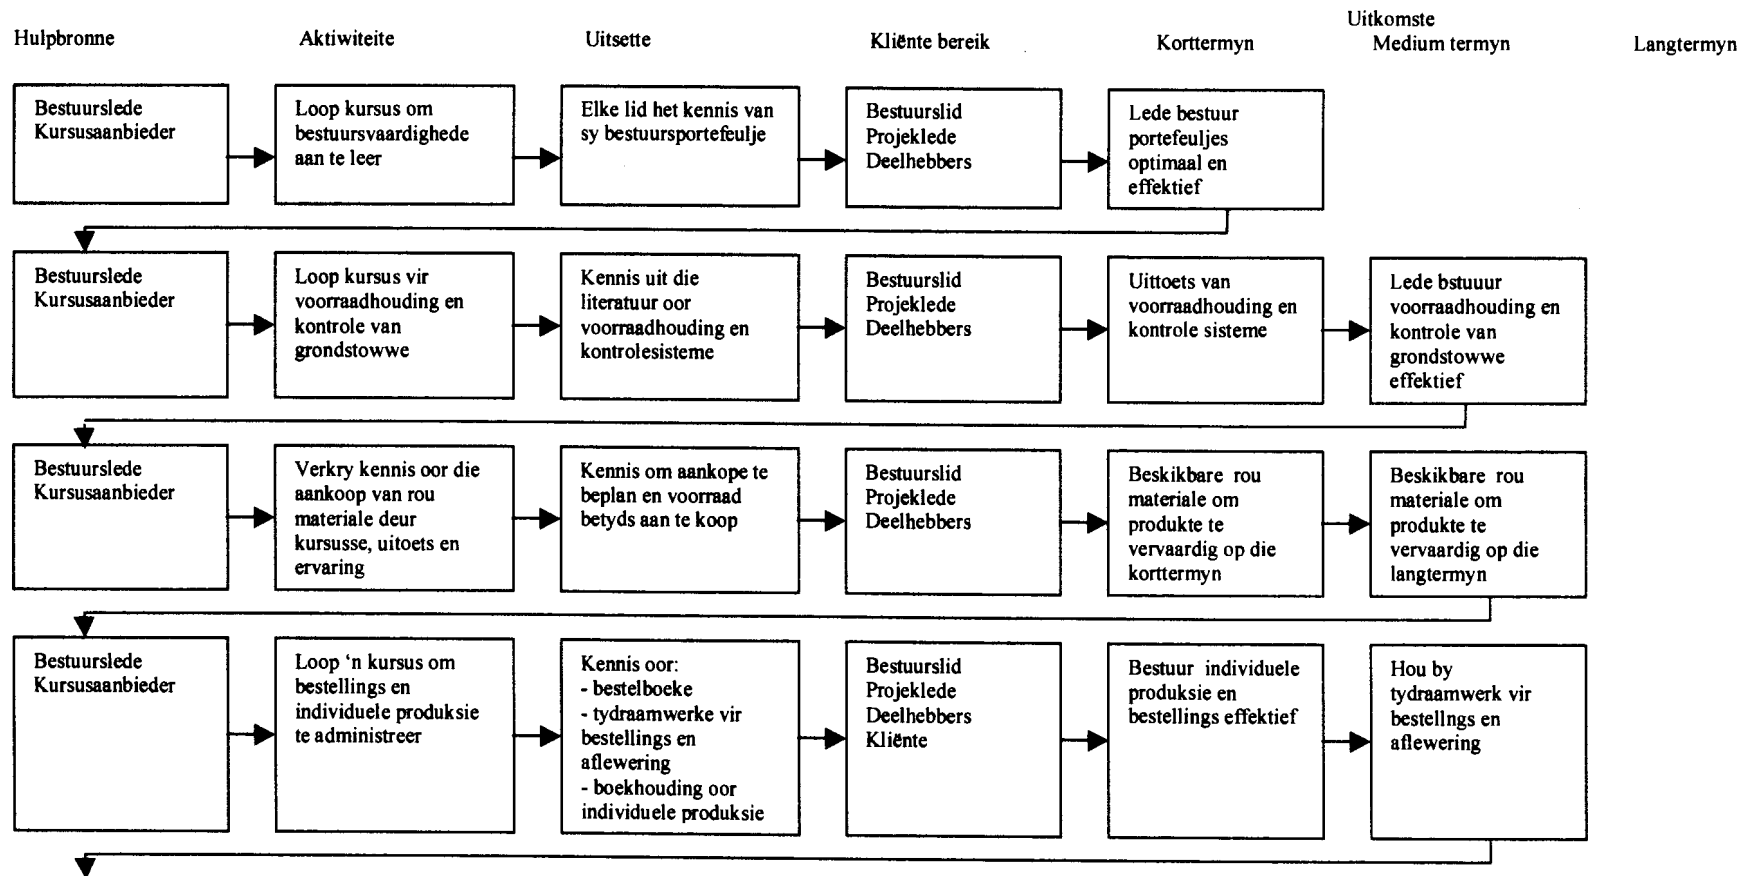 Uitkomste
Hulpbronne
Aktiwiteite
Uitsette
Kliënte bereik
Korttermyn
Medium termyn
Langtermyn
Bestuurslede
Kursusaanbieder
Loop kursus om
bestuursvaardighede
aan te leer
Elke lid het kennis van
sy bestuursportefeulje
Bestuurslid
Projeklede
Deelhebbers
Lede bestuur
portefeuljes
optimaal en
effektief
Bestuurslede
Kursusaanbieder
Loop kursus vir
voorraadhouding en
kontrole van
grondstowwe
Kennis uit die
literatuur oor
voorraadhouding en
kontrolesisteme
Bestuurslid
Projeklede
Deelhebbers
Uittoets van
voorraadhouding en
kontrole sisteme
Lede bstuuur
voorraadhouding en
kontrole van
grondstowwe
effektief
Bestuurslede
Kursusaanbieder
Verkry kennis oor die
aankoop van rou
materiale deur
kursusse, uitoets en
ervaring
Kennis om aankope te
beplan en voorraad
betyds aan te koop
Bestuurslid
Projeklede
Deelhebbers
Beskikbare rou
materiale om
produkte te
vervaardig op die
korttermyn
Beskikbare rou
materiale om
produkte te
vervaardig op die
langtermyn
Bestuurslede
Kursusaanbieder
Loop ‘n kursus om
bestellings en
individuele produksie
te administreer
Kennis oor:
- bestelboeke
- tydraamwerke vir
bestellings en
aflewering
- boekhouding oor
individuele produksie
Bestuurslid
Projeklede
Deelhebbers
Kliënte
Bestuur individuele
produksie en
bestellings effektief
Hou by
tydraamwerk vir
bestellngs en
aflewering